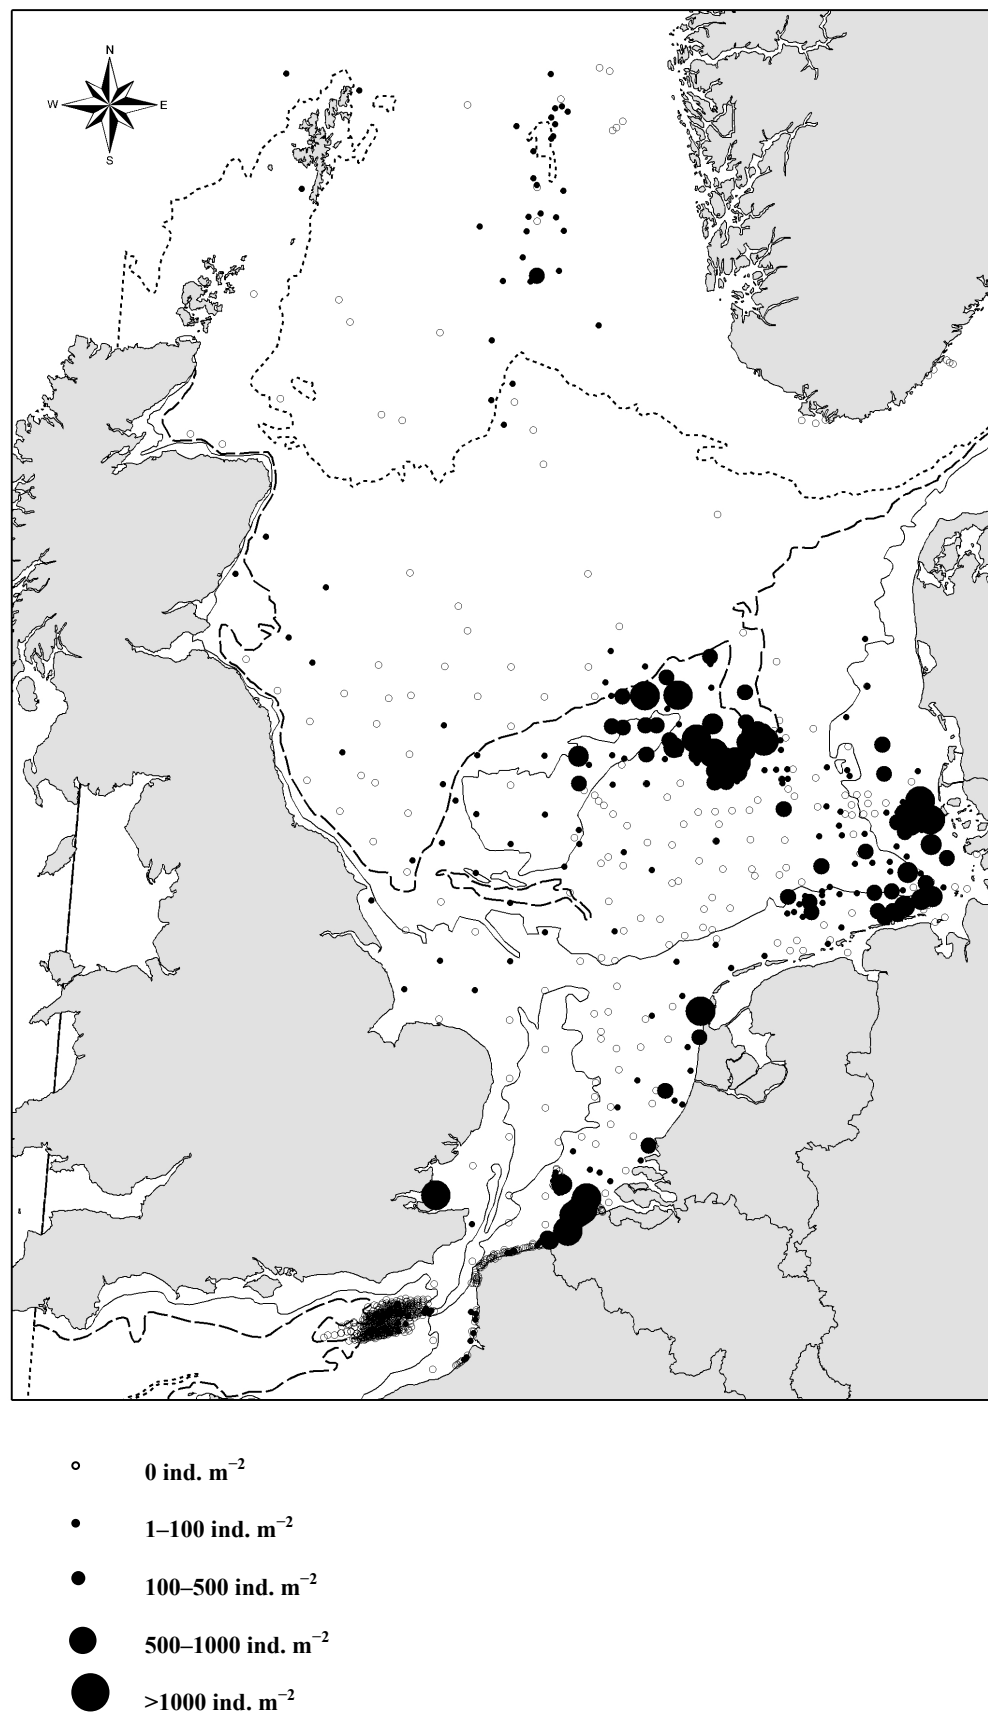 N
W E
S
0 ind. m⁻²
1–100 ind. m⁻²
100–500 ind. m⁻²
500–1000 ind. m⁻²
>1000 ind. m⁻²